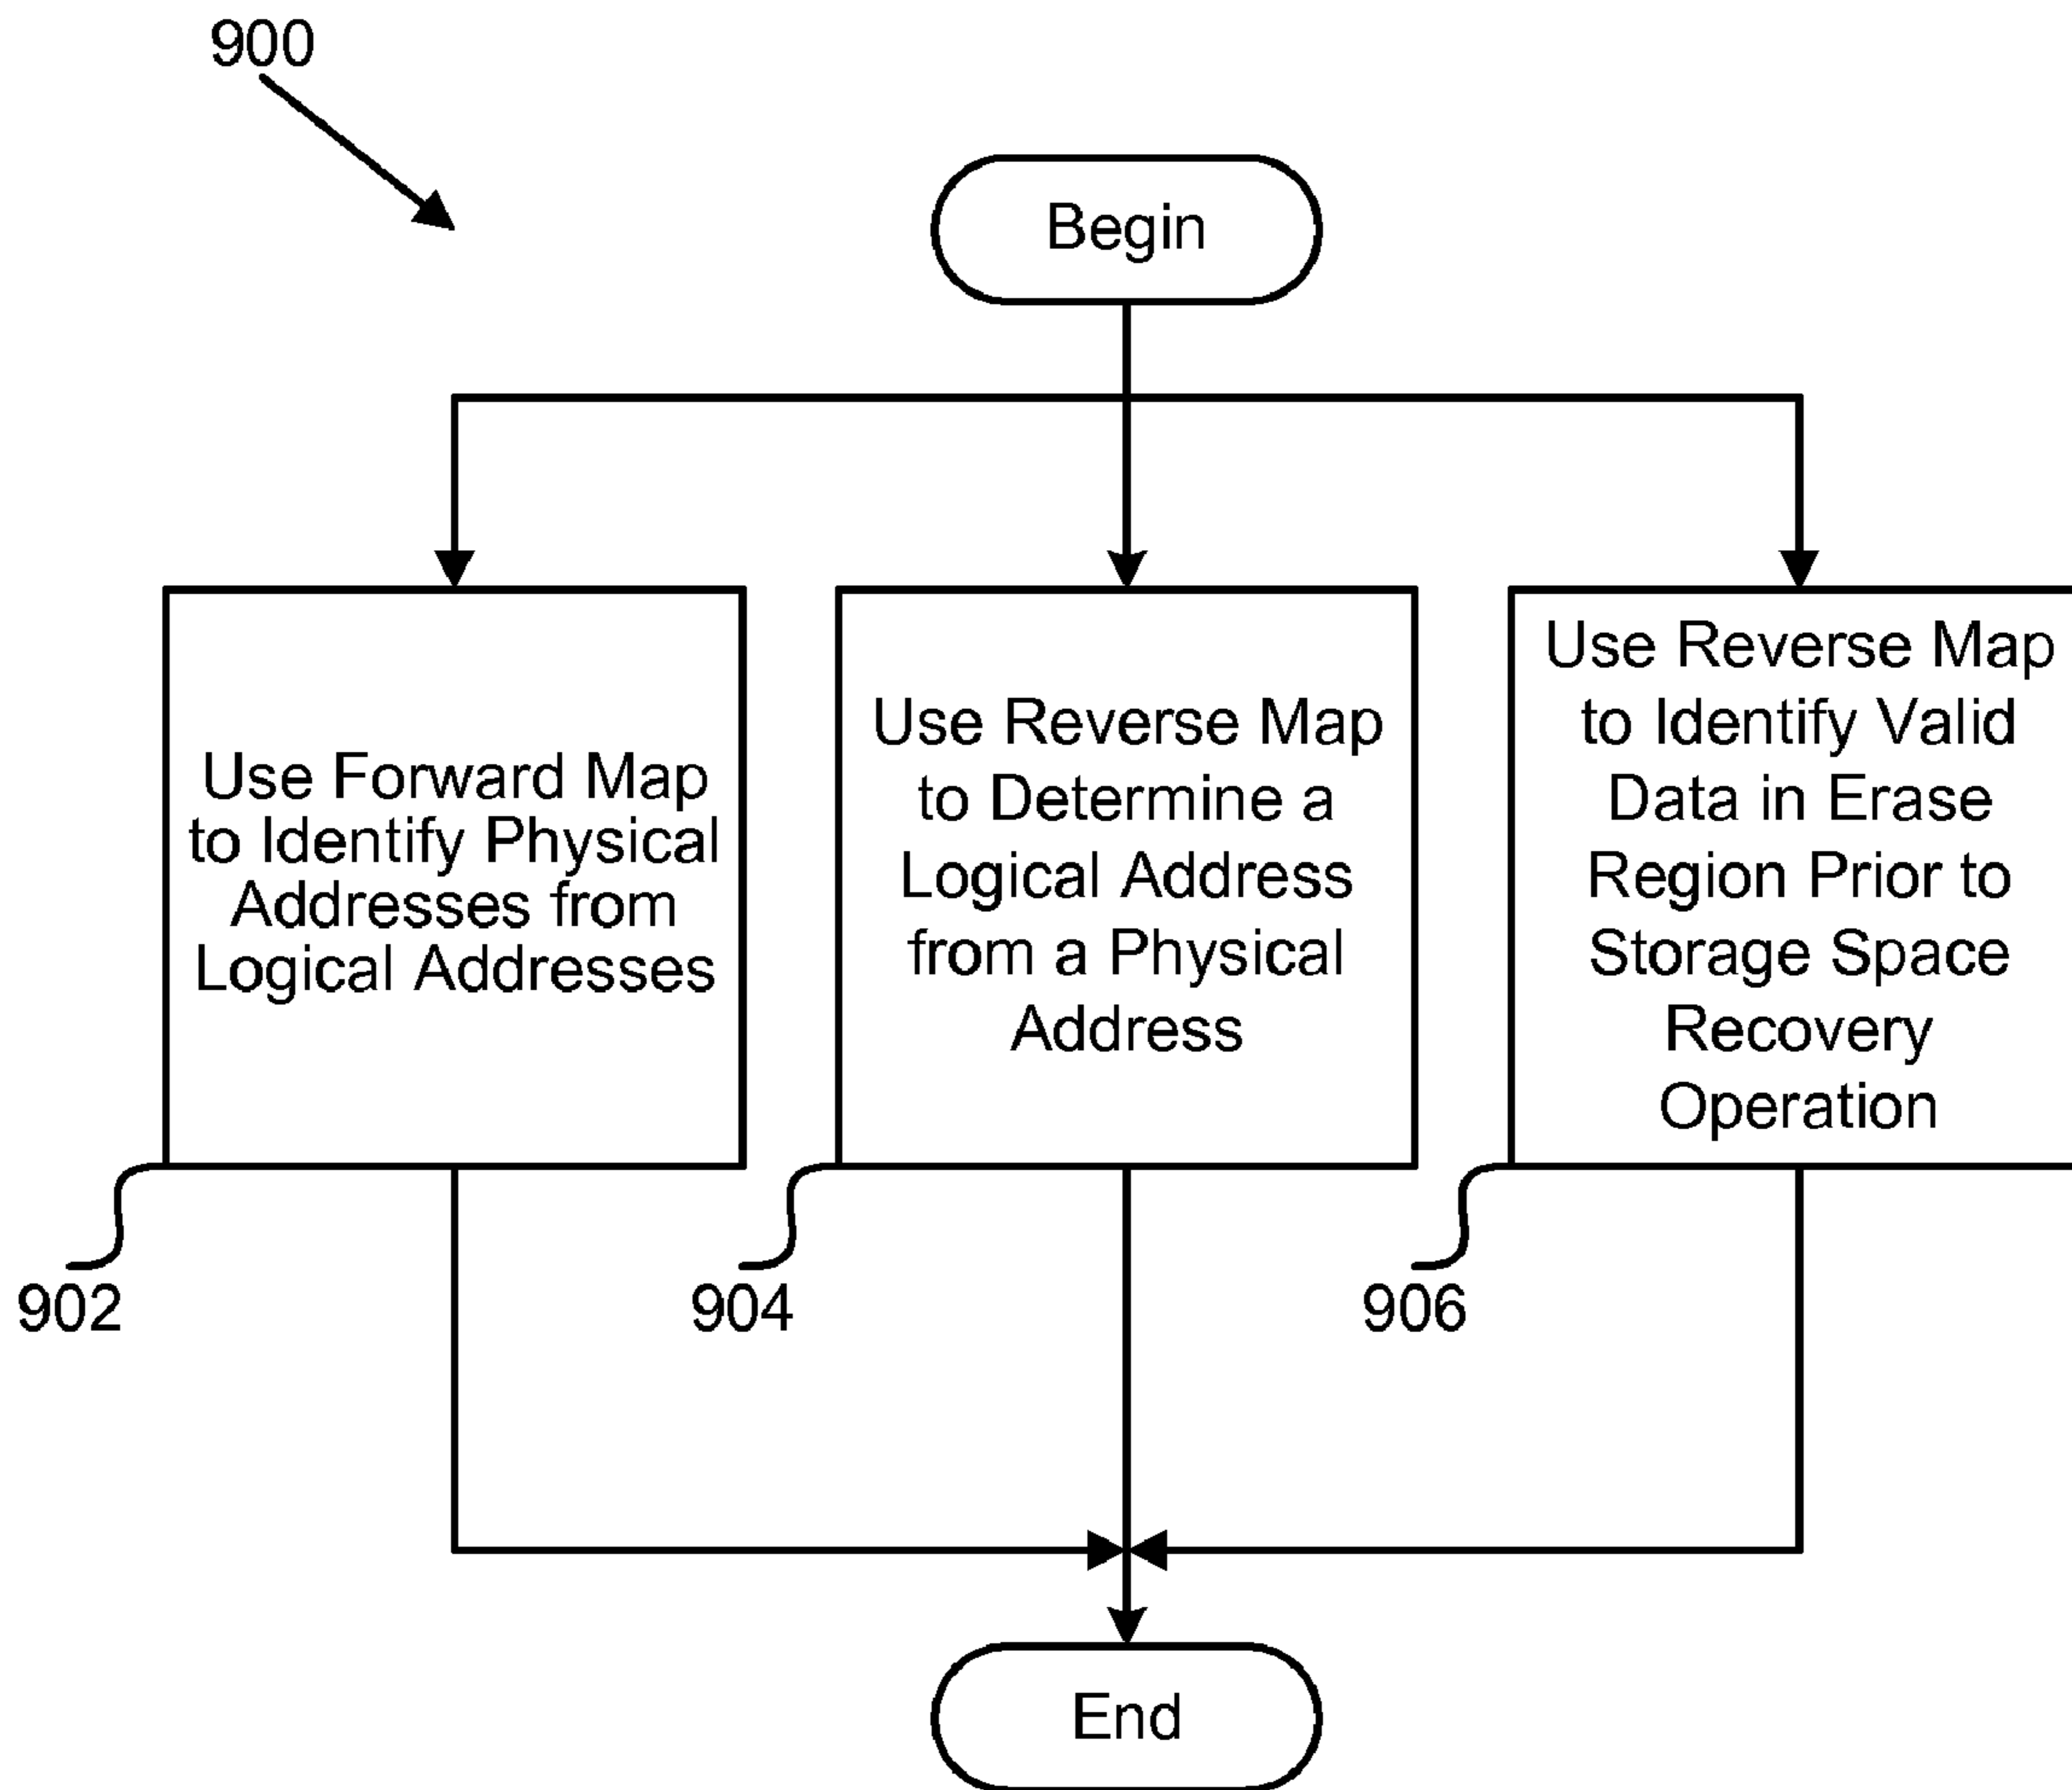 900
Begin
Use Forward Map
to Identify Physical
Addresses from
Logical Addresses
Use Reverse Map
to Determine a
Logical Address
from a Physical
Address
Use Reverse Map
to Identify Valid
Data in Erase
Region Prior to
Storage Space
Recovery
Operation
902
904
906
End